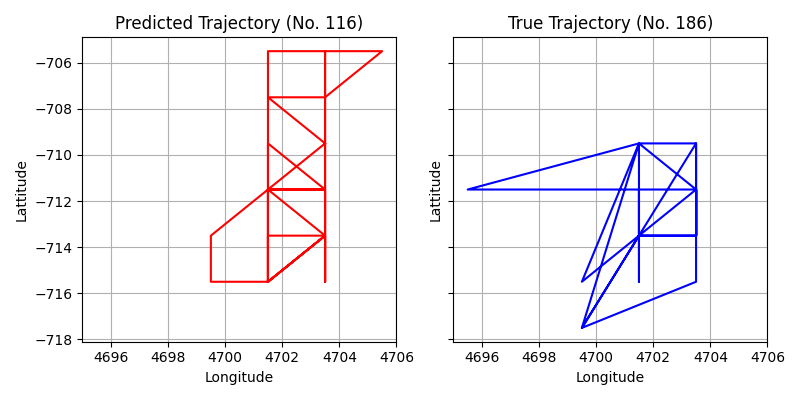 Predicted Trajectory (No. 116)
True Trajectory (No. 186)
−706
−708
−710
−712
−714
−716
−718
Lattitude
Lattitude
4696 4698 4700 4702 4704 4706
4696 4698 4700 4702 4704 4706
Longitude
Longitude